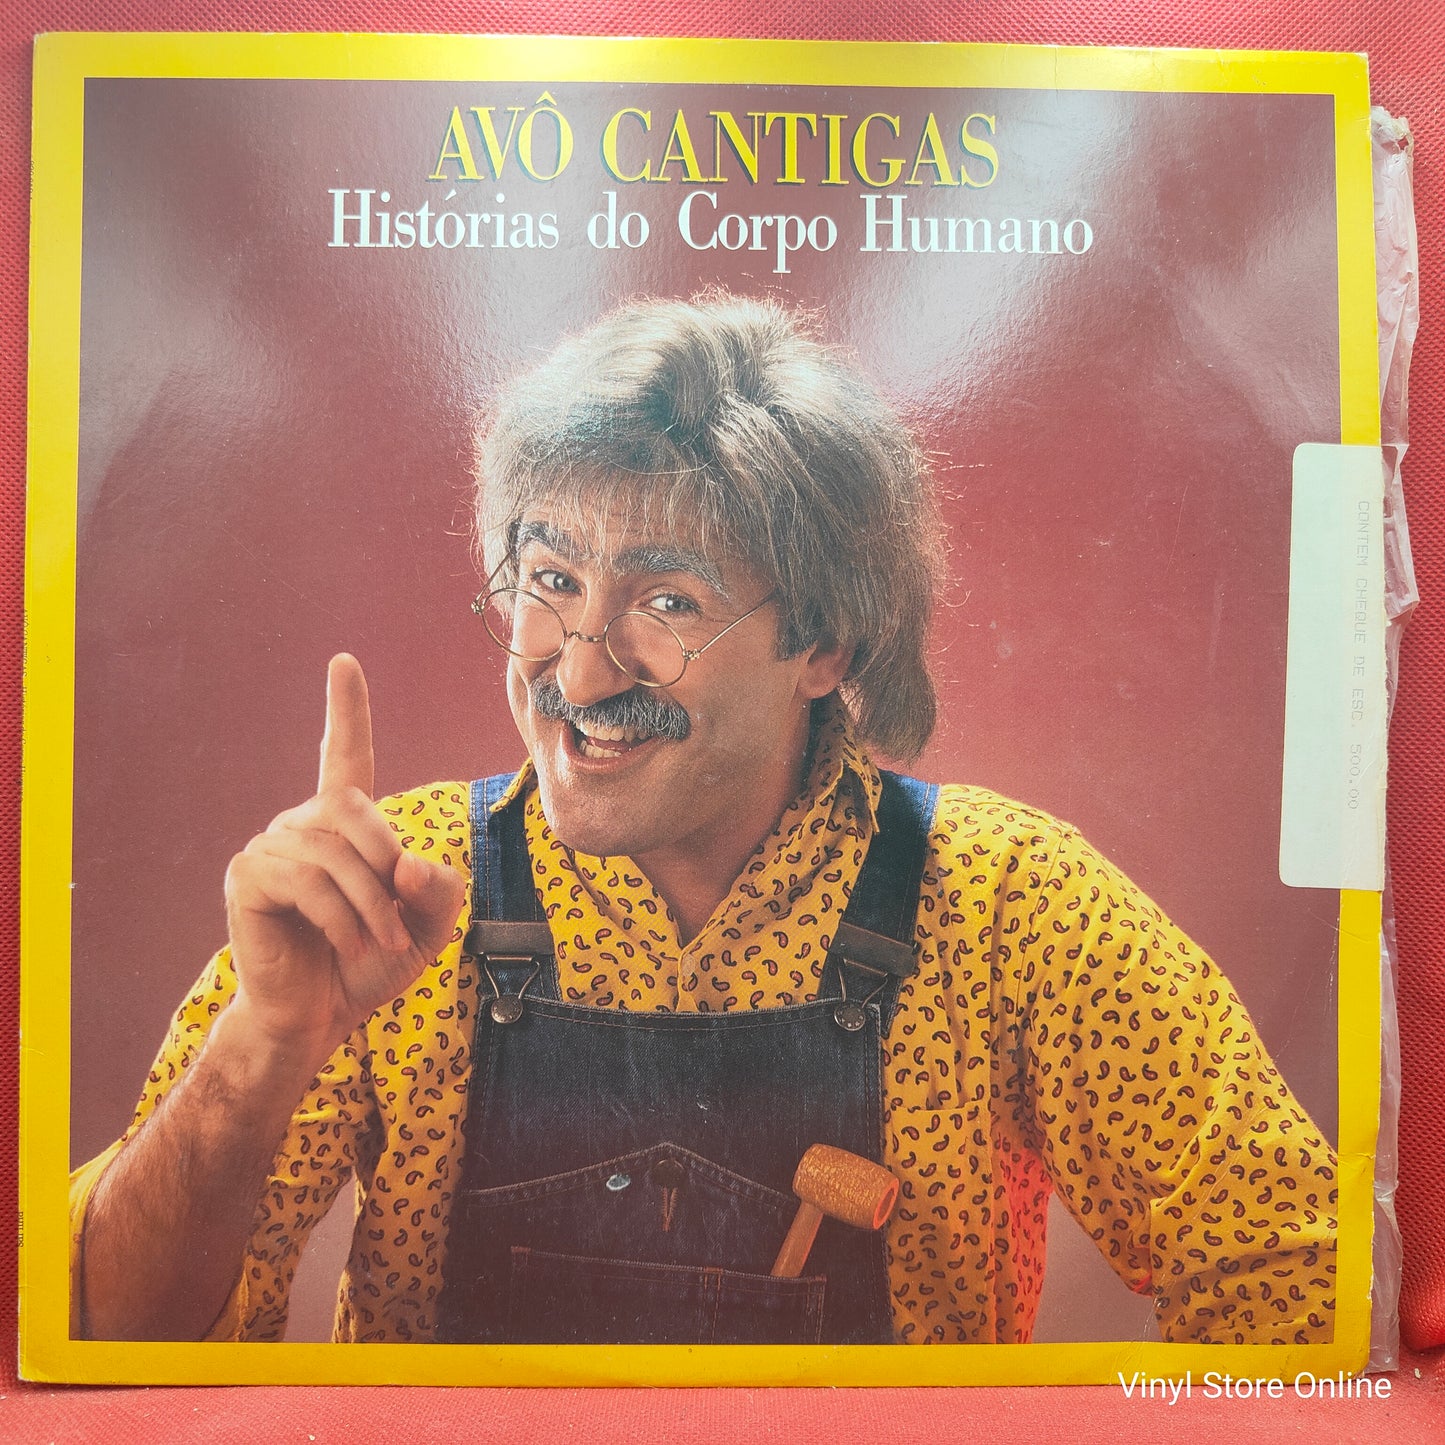 AVÔ CANTIGAS
Histórias do Corpo Humano
CONTEM CHEQUE DE ESC. 500.00
Vinyl Store Online